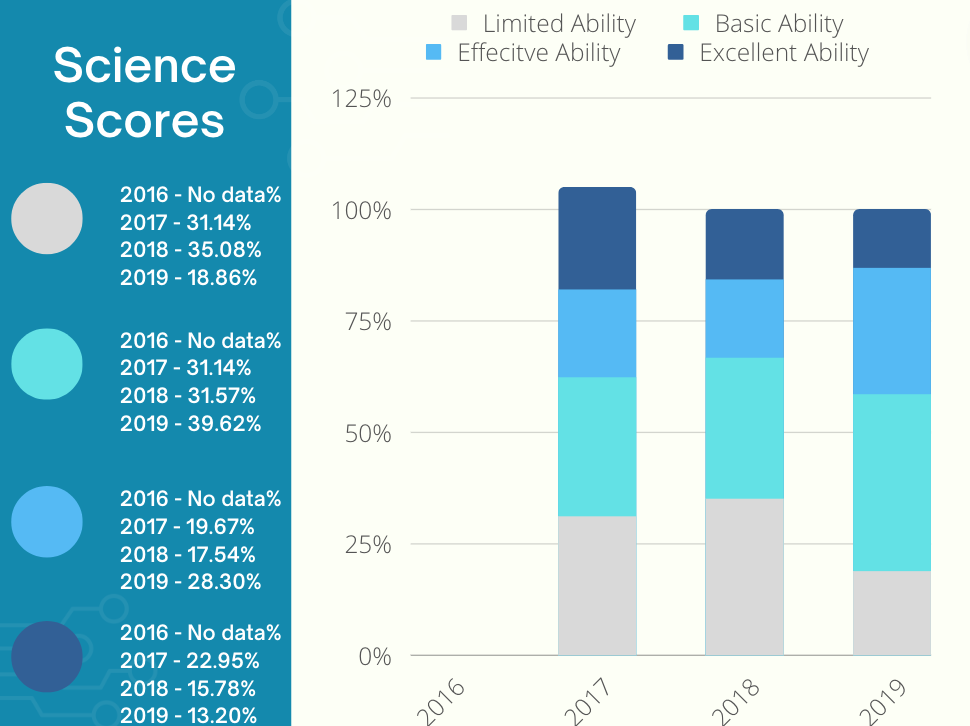 Science
Scores
2016 - No data%
2017 - 31.14%
2018 - 35.08%
2019 - 18.86%
2016 - No data%
2017 - 31.14%
2018 - 31.57%
2019 - 39.62%
2016 - No data%
2017 - 19.67%
2018 - 17.54%
2019 - 28.30%
2016 - No data%
2017 - 22.95%
2018 - 15.78%
2019 - 13.20%
Limited Ability
Basic Ability
Effecitve Ability
Excellent Ability
125%
100%
75%
50%
25%
0%
2016
2017
2018
2019